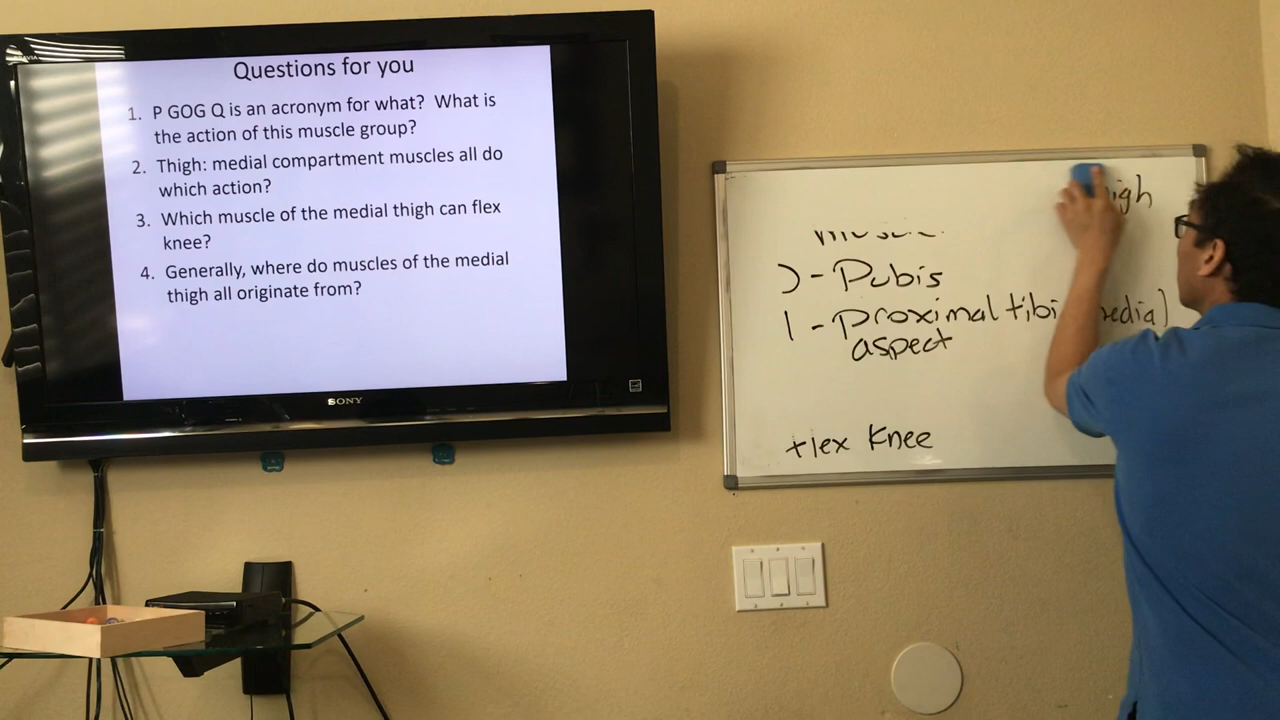 Questions for you
1. P GOG Q is an acronym for what? What is
the action of this muscle group?
2. Thigh: medial compartment muscles all do
which action?
3. Which muscle of the medial thigh can flex
knee?
4. Generally, where do muscles of the medial
thigh all originate from?
SONY
- Pubis
- Proximal
aspect
flex Knee